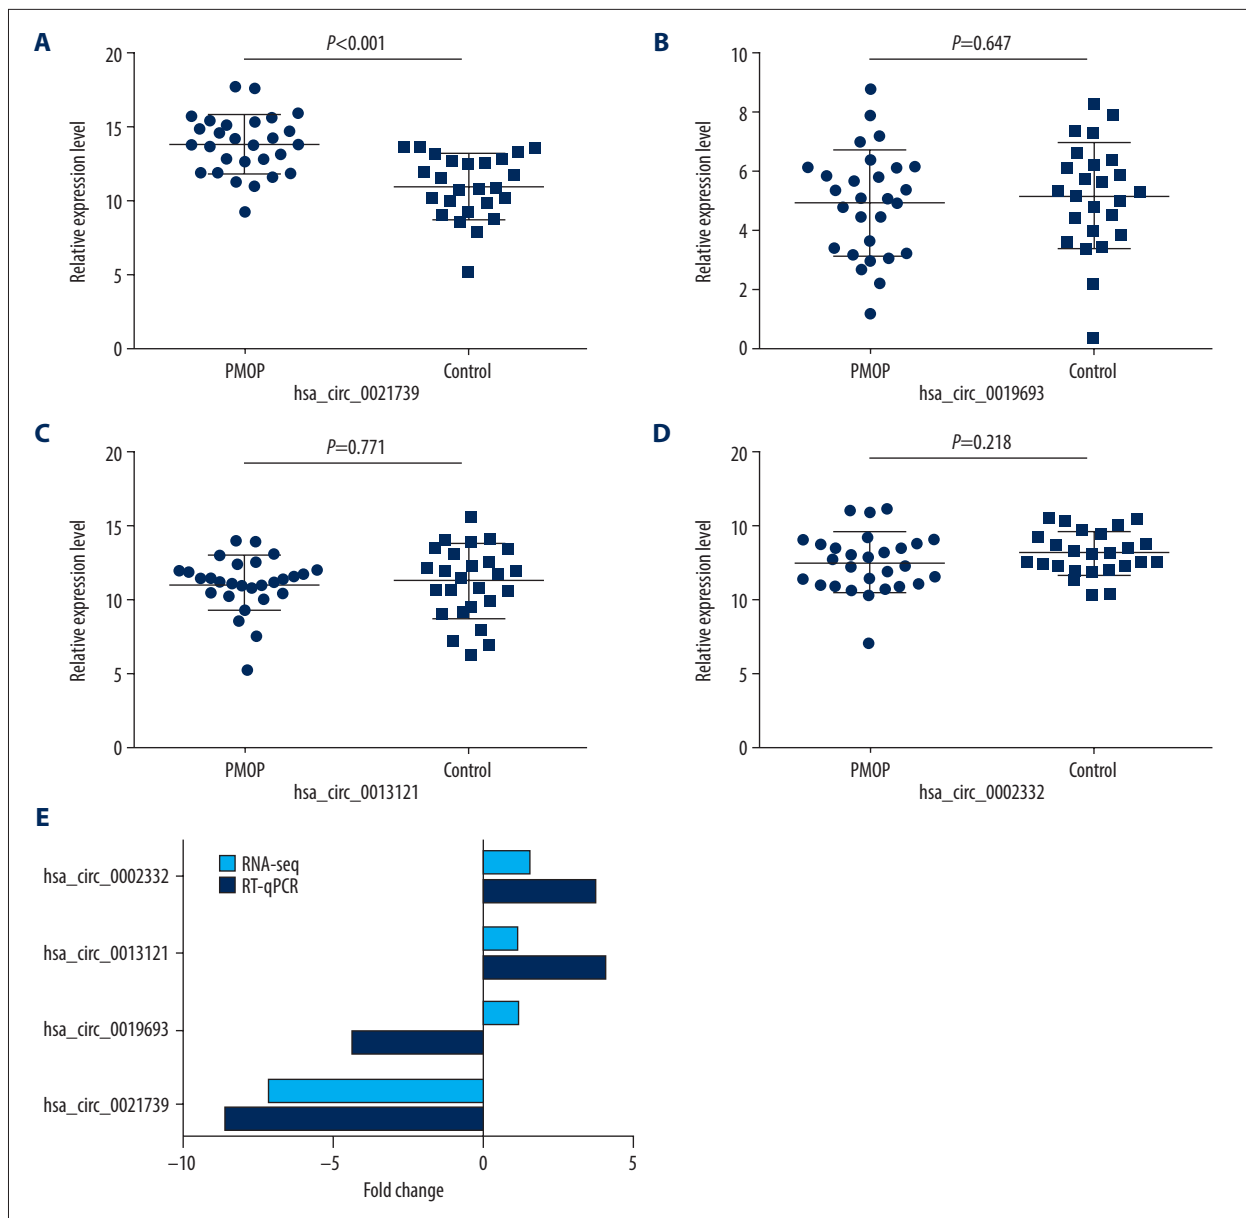 A
P<0.001
Relative expression level
20
15
10
5
0
PMOP
Control
hsa_circ_0021739
B
P=0.647
Relative expression level
10
8
6
4
2
0
PMOP
Control
hsa_circ_0019693
C
P=0.771
Relative expression level
20
15
10
5
0
PMOP
Control
hsa_circ_0013121
D
P=0.218
Relative expression level
20
10
10
5
0
PMOP
Control
hsa_circ_0002332
E
RNA-seq
RT-qPCR
hsa_circ_0002332
hsa_circ_0013121
hsa_circ_0019693
hsa_circ_0021739
−10
−5
0
5
Fold change